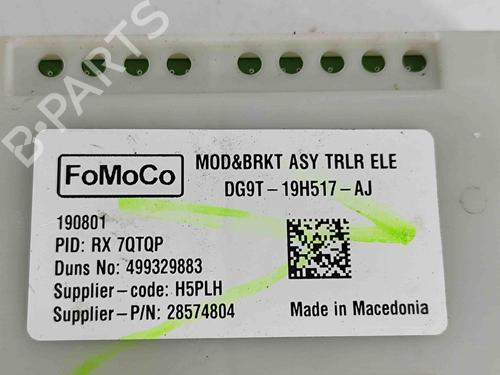 B-PARTS
FoMoCo
MOD&BRKT ASY TRLR ELE
DG9T-19H517-AJ
190801
PID: RX 7QTQP
Duns No: 499329883
Supplier-code: H5PLH
Supplier-P/N: 28574804
Made in Macedonia